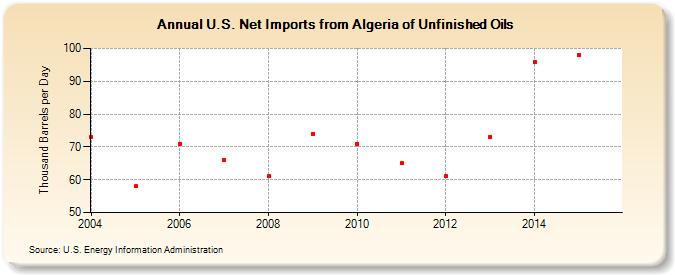 Annual U.S. Net Imports from Algeria of Unfinished Oils
Thousand Barrels per Day
100
90
80
70
60
50
2004 2006 2008 2010 2012 2014
Source: U.S. Energy Information Administration